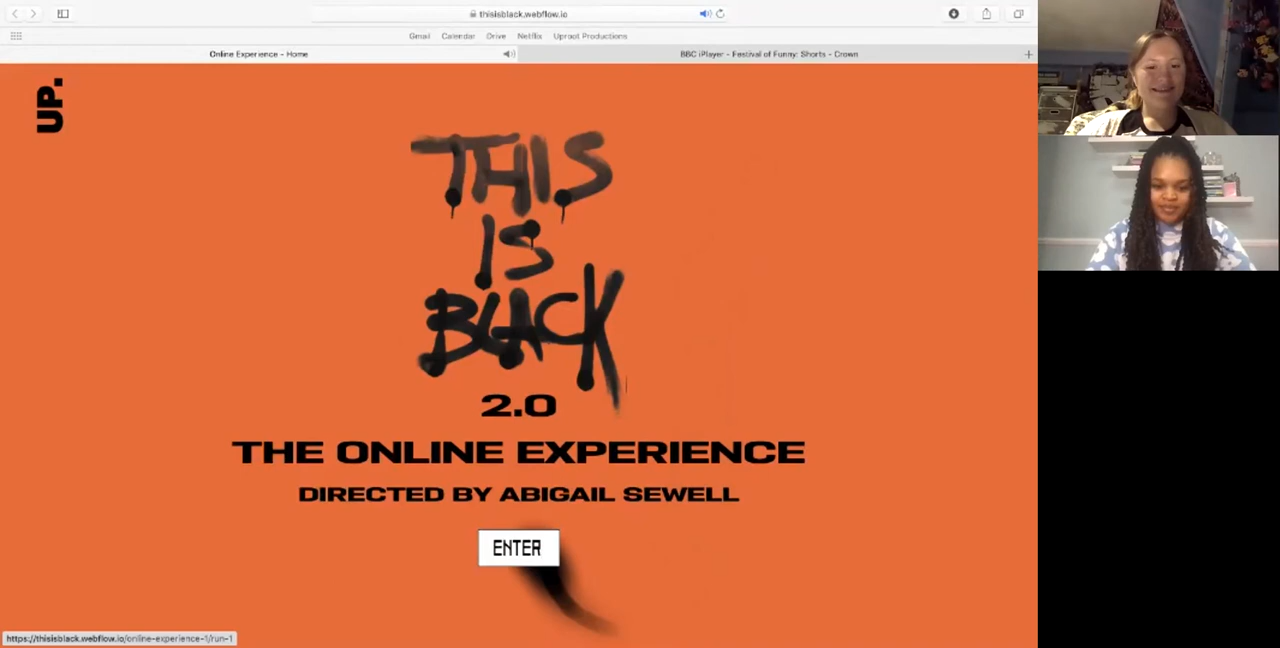 thisisblack.webflow.io
Gmail Calendar Drive Netflix Uproot Productions
Online Experience – Home
BBC iPlayer - Festival of Funny: Shorts - Crown
UP.
THIS
IS
BLACK
2.0
THE ONLINE EXPERIENCE
DIRECTED BY ABIGAIL SEWELL
ENTER
https://thisisblack.webflow.io/online-experience-1/run-1